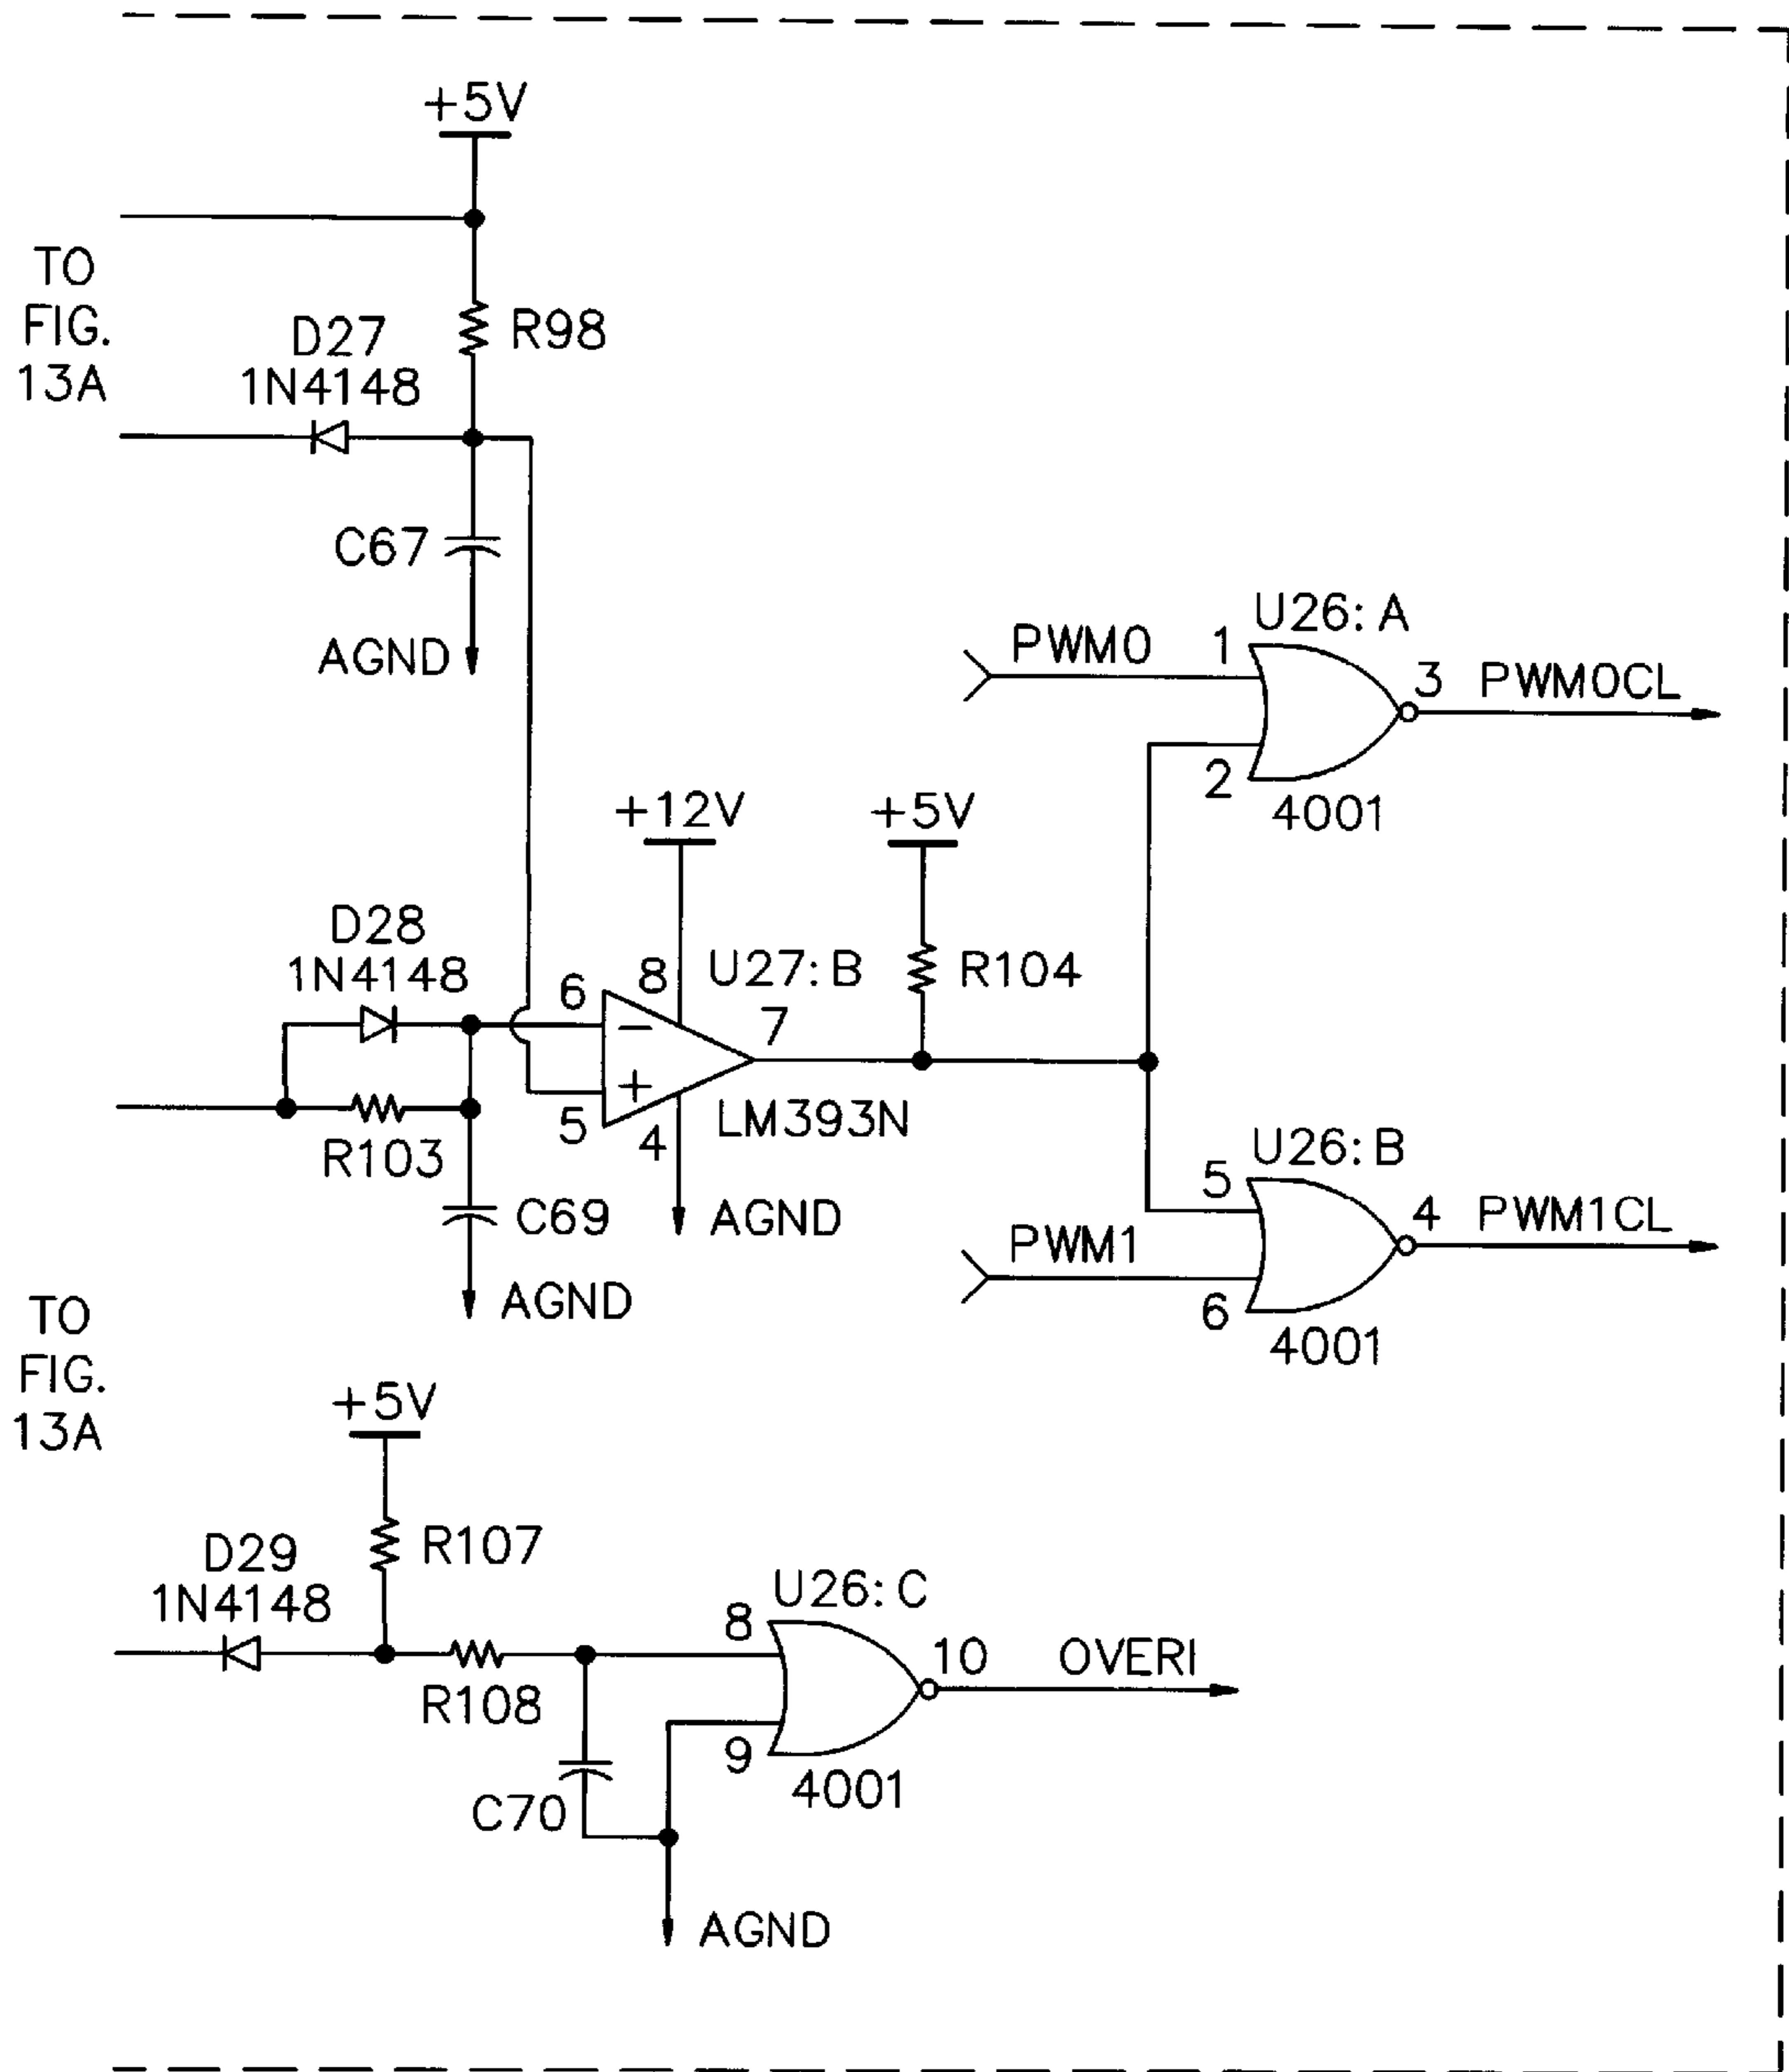 +5V
TO
FIG.
13A
R98
D27
1N4148
C67
AGND
PWM0
1
U26:A
3
PWM0CL
2
4001
+12V
+5V
D28
1N4148
6
8
U27:B
7
R104
−
+
5
4
LM393N
R103
C69
AGND
AGND
U26:B
5
4
PWM1CL
PWM1
6
4001
TO
FIG.
13A
+5V
D29
1N4148
R107
U26:C
8
10
OVERI
R108
9
4001
C70
AGND